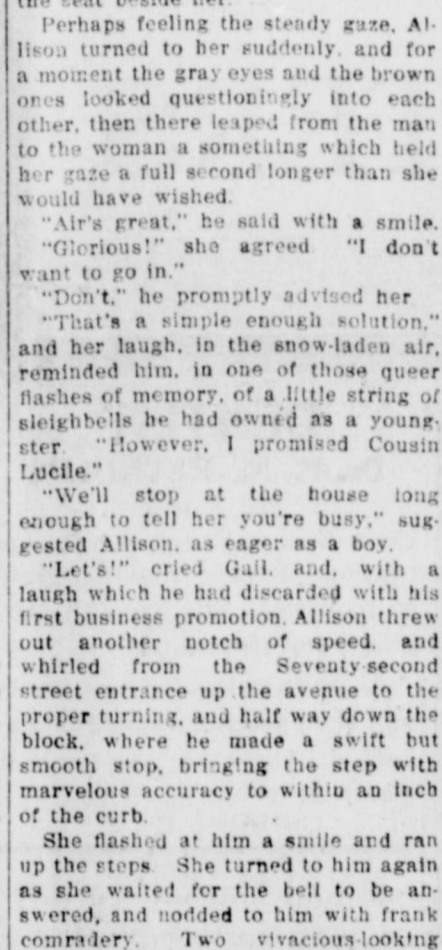 the seat beside her.
Perhaps feeling the steady gaze, Al-
lison turned to her suddenly, and for
a moment the gray eyes and the brown
ones looked questioningly into each
other, then there leaped from the man
to the woman a something which held
her gaze a full second longer than she
would have wished.
"Air's great," he said with a smile.
"Glorious!" she agreed "I don't
want to go in."
"Don't," he promptly advised her
"That's a simple enough solution,"
and her laugh, in the snow-laden air,
reminded him, in one of those queer
flashes of memory, of a little string of
sleighbells he had owned as a young-
ster "However, I promised Cousin
Lucile."
"We'll stop at the house long
enough to tell her you're busy," sug-
gested Allison, as eager as a boy.
"Let's!" cried Gail, and, with a
laugh which he had discarded with his
first business promotion, Allison threw
out another notch of speed, and
whirled from the Seventy-second
street entrance up the avenue to the
proper turning, and half way down the
block, where he made a swift but
smooth stop, bringing the step with
marvelous accuracy to within an inch
of the curb.
She flashed at him a smile and ran
up the steps She turned to him again
as she waited for the bell to be an-
swered, and nodded to him with frank
comradery. Two vivacious-looking